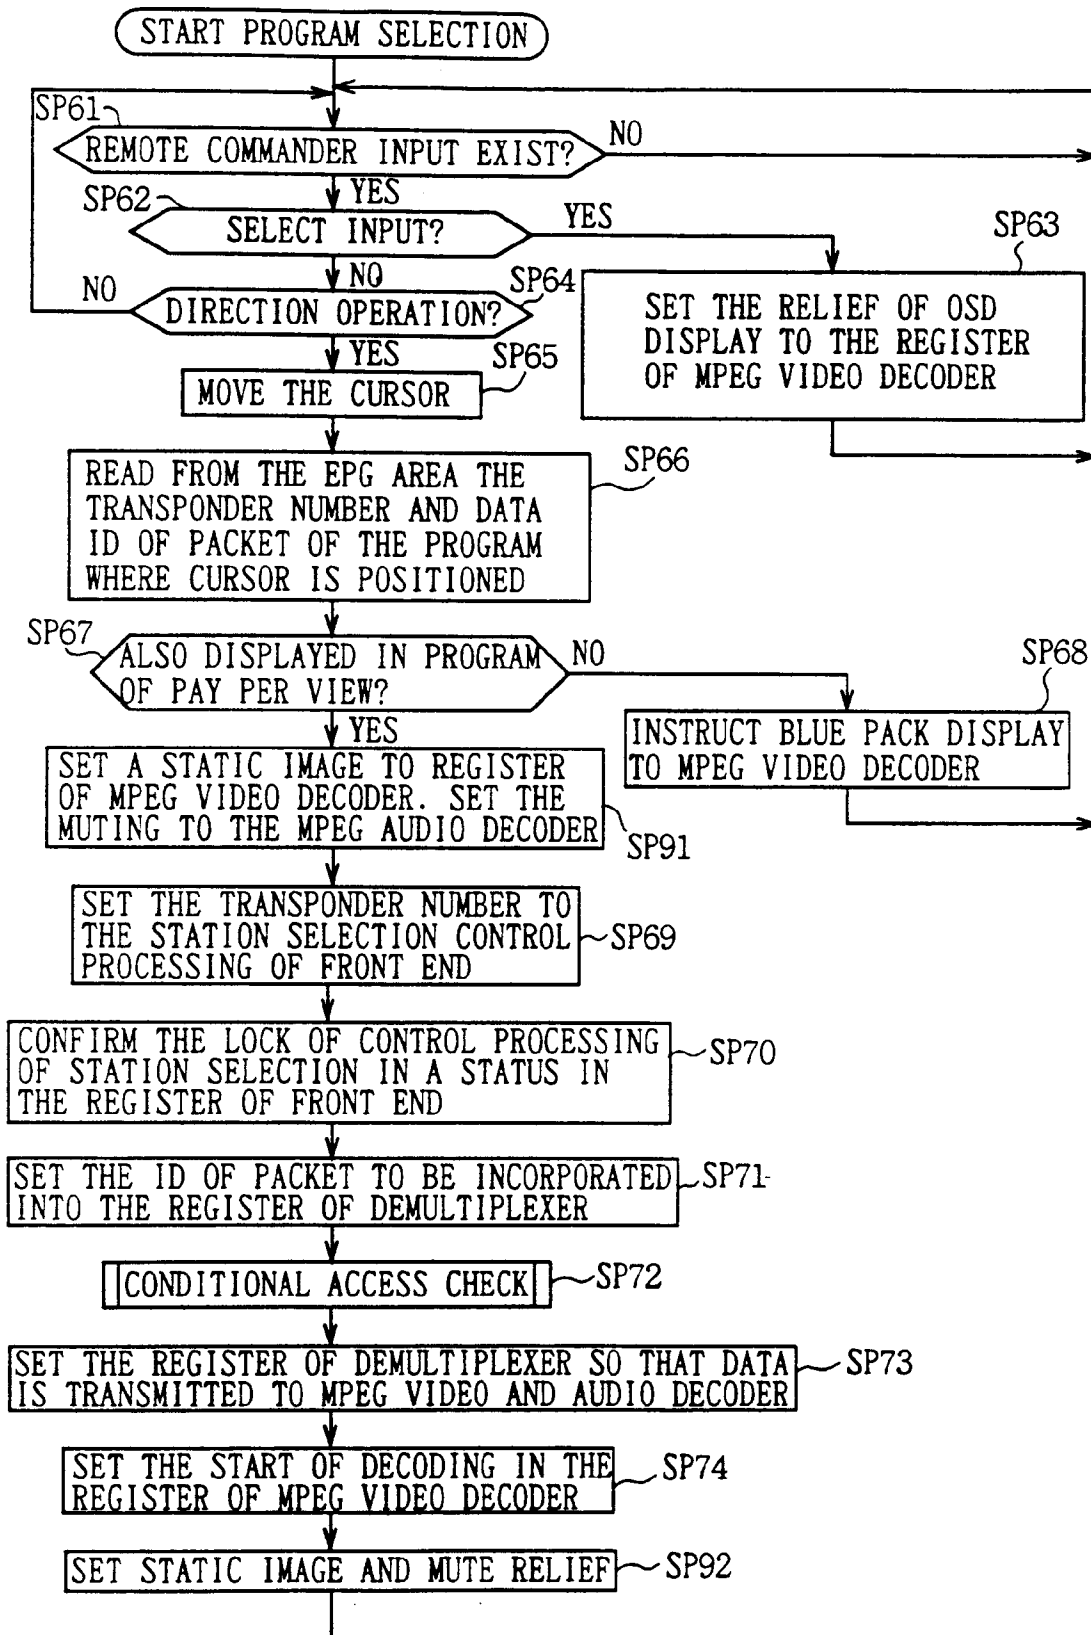 START PROGRAM SELECTION
SP61
REMOTE COMMANDER INPUT EXIST?
NO
YES
SP62
SELECT INPUT?
YES
SP63
NO
SP64
NO
DIRECTION OPERATION?
SET THE RELIEF OF OSD
DISPLAY TO THE REGISTER
OF MPEG VIDEO DECODER
YES
SP65
MOVE THE CURSOR
SP66
READ FROM THE EPG AREA THE
TRANSPONDER NUMBER AND DATA
ID OF PACKET OF THE PROGRAM
WHERE CURSOR IS POSITIONED
SP67
ALSO DISPLAYED IN PROGRAM
OF PAY PER VIEW?
NO
SP68
YES
INSTRUCT BLUE PACK DISPLAY
TO MPEG VIDEO DECODER
SET A STATIC IMAGE TO REGISTER
OF MPEG VIDEO DECODER. SET THE
MUTING TO THE MPEG AUDIO DECODER
SP91
SET THE TRANSPONDER NUMBER TO
THE STATION SELECTION CONTROL
PROCESSING OF FRONT END
SP69
CONFIRM THE LOCK OF CONTROL PROCESSING
OF STATION SELECTION IN A STATUS IN
THE REGISTER OF FRONT END
SP70
SET THE ID OF PACKET TO BE INCORPORATED
INTO THE REGISTER OF DEMULTIPLEXER
SP71
CONDITIONAL ACCESS CHECK
SP72
SET THE REGISTER OF DEMULTIPLEXER SO THAT DATA
IS TRANSMITTED TO MPEG VIDEO AND AUDIO DECODER
SP73
SET THE START OF DECODING IN THE
REGISTER OF MPEG VIDEO DECODER
SP74
SET STATIC IMAGE AND MUTE RELIEF
SP92